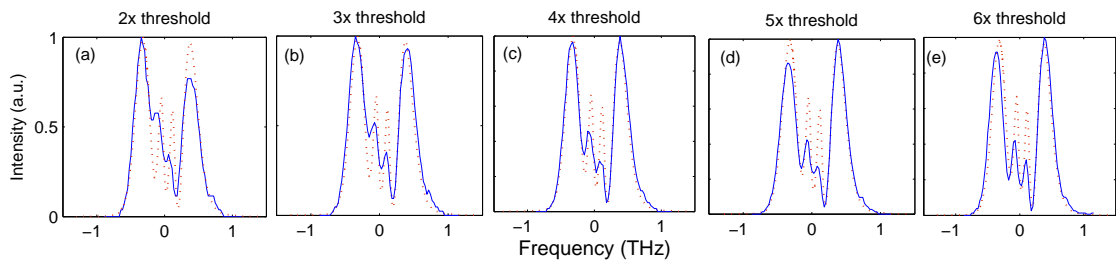 2x threshold 3x threshold 4x threshold 5x threshold 6x threshold
(a) (b) (c) (d) (e)
1
0.5
0
Intensity (a.u.)
−1 0 1 −1 0 1 −1 0 1 −1 0 1 −1 0 1
Frequency (THz)